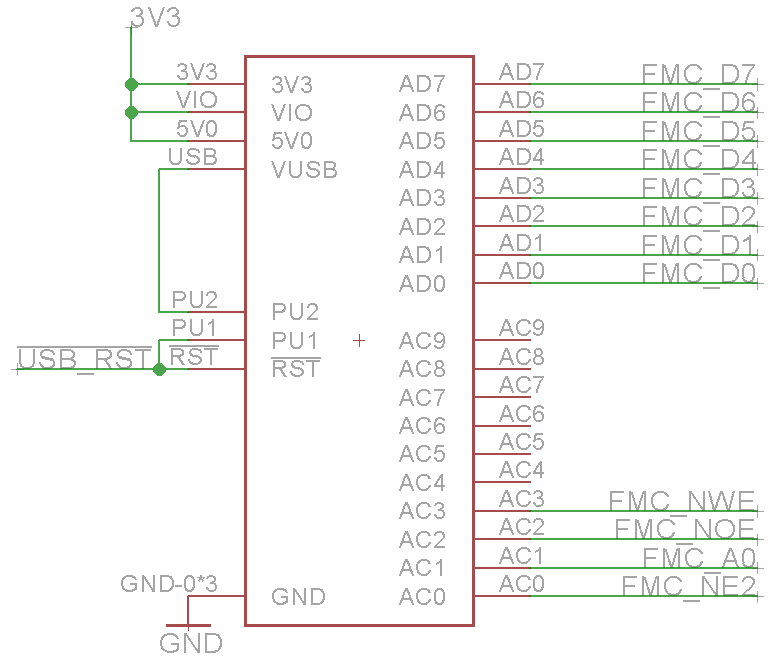 3V3
3V3 3V3 AD7 AD7 FMC_D7
VIO VIO AD6 AD6 FMC_D6
5V0 5V0 AD5 AD5 FMC_D5
USB VUSB AD4 AD4 FMC_D4
AD3 AD3 FMC_D3
AD2 AD2 FMC_D2
AD1 AD1 FMC_D1
AD0 AD0 FMC_D0
PU2 PU2
PU1 PU1 AC9 AC9
USB_RST RST RST AC8 AC8
AC7 AC7
AC6 AC6
AC5 AC5
AC4 AC4
AC3 AC3 FMC_NWE
AC2 AC2 FMC_NOE
AC1 AC1 FMC_A0
GND-0*3 GND AC0 AC0 FMC_NE2
GND